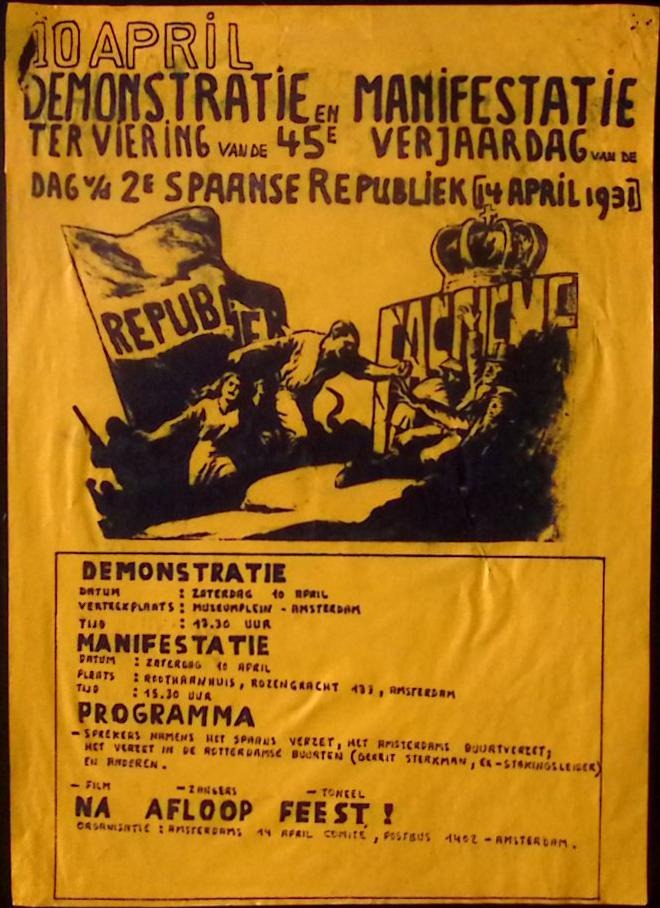 10 APRIL
DEMONSTRATIE EN MANIFESTATIE
TER VIERING VAN DE 45E VERJAARDAG VAN DE
DAG V/D 2E SPAANSE REPUBLIEK [14 APRIL 1931]
REPUB
DEMONSTRATIE
DATUM : ZATERDAG 10 APRIL
VERTREKPLAATS : MUSEUMPLEIN - AMSTERDAM
TIJD : 13.30 UUR
MANIFESTATIE
DATUM : ZATERDAG 10 APRIL
PLAATS : ROOTHAANHUIS, ROZENGRACHT 133, AMSTERDAM
TIJD : 15.30 UUR
PROGRAMMA
- SPREKERS NAMENS HET SPAANS VERZET, HET AMSTERDAMS BUURTVERZET,
HET VERZET IN DE ROTTERDAMSE BUURTEN (GERRIT STERKMAN, EX-STAKINGSLEIDER)
EN ANDEREN.
- FILM - ZANGERS - TONEEL
NA AFLOOP FEEST !
ORGANISATIE : AMSTERDAMS 14 APRIL COMITÉ, POSTBUS 1402 - AMSTERDAM.